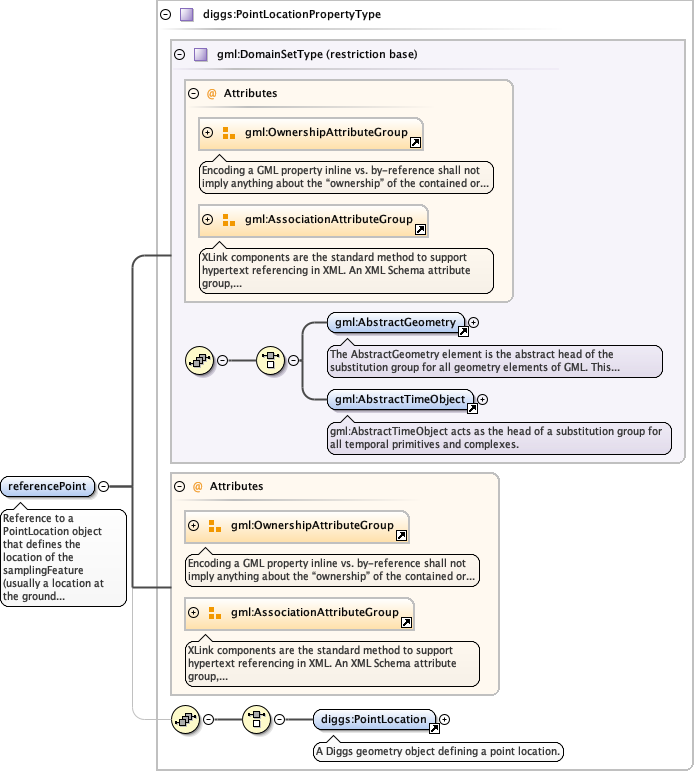 diggs:PointLocationPropertyType
gml:DomainSetType (restriction base)
@ Attributes
gml:OwnershipAttributeGroup
Encoding a GML property inline vs. by-reference shall not
imply anything about the “ownership” of the contained or...
gml:AssociationAttributeGroup
XLink components are the standard method to support
hypertext referencing in XML. An XML Schema attribute
group,...
gml:AbstractGeometry
The AbstractGeometry element is the abstract head of the
substitution group for all geometry elements of GML. This...
gml:AbstractTimeObject
gml:AbstractTimeObject acts as the head of a substitution group for
all temporal primitives and complexes.
referencePoint
Reference to a
PointLocation object
that defines the
location of the
samplingFeature
(usually a location at
the ground...
@ Attributes
gml:OwnershipAttributeGroup
Encoding a GML property inline vs. by-reference shall not
imply anything about the “ownership” of the contained or...
gml:AssociationAttributeGroup
XLink components are the standard method to support
hypertext referencing in XML. An XML Schema attribute
group,...
diggs:PointLocation
A Diggs geometry object defining a point location.